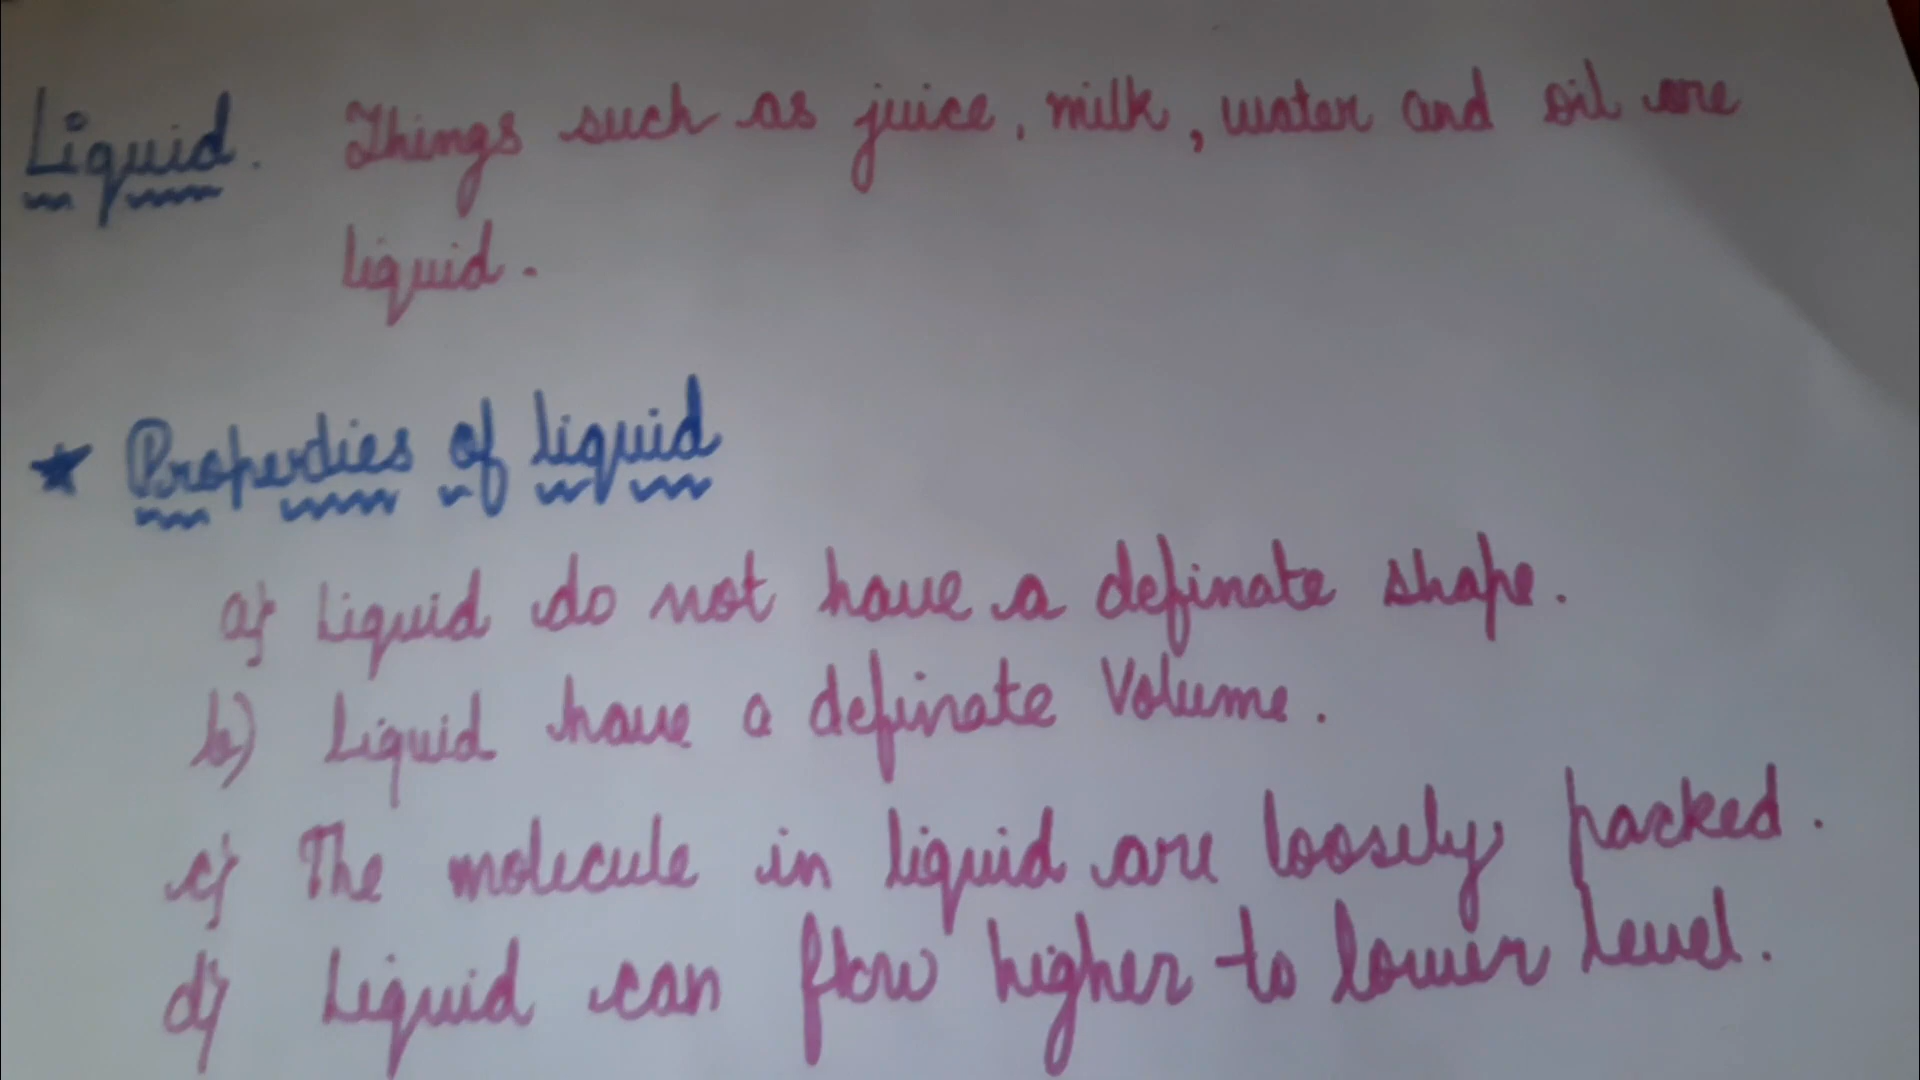 Liquid. Things such as juice, milk, water and oil are
liquid.
★ Properdies of liquid
a) Liquid do not have a definate shape.
b) Liquid have a definate Volume.
c) The molecule in liquid are loosely packed.
d) Liquid can flow higher to lower level.